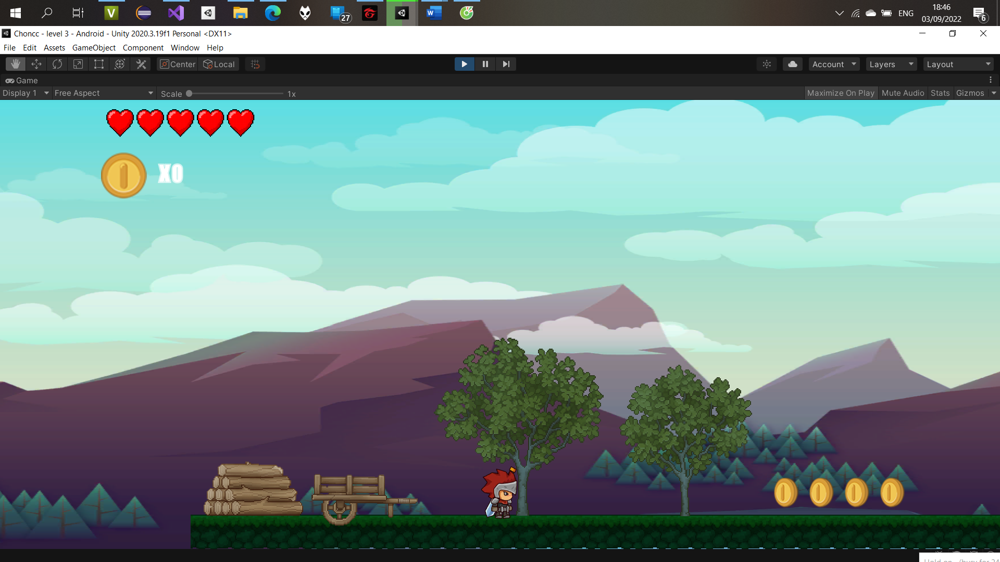 V
27
W
ENG
18:46
03/09/2022
6
Choncc - level 3 - Android - Unity 2020.3.19f1 Personal <DX11>
File Edit Assets GameObject Component Window Help
Center Local
Account Layers Layout
Game
Display 1 Free Aspect Scale 1x Maximize On Play Mute Audio Stats Gizmos
X0